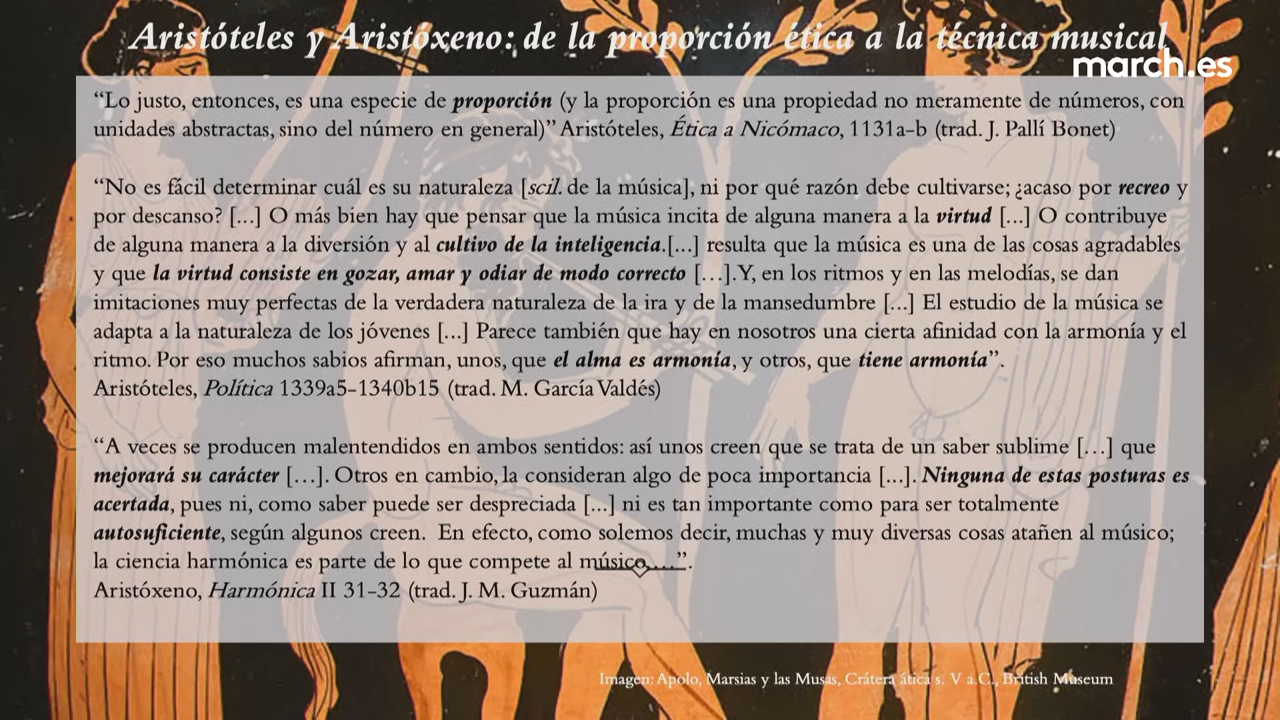 Aristóteles y Aristóxeno: de la proporción ética a la técnica musical
march.es
“Lo justo, entonces, es una especie de proporción (y la proporción es una propiedad no meramente de números, con
unidades abstractas, sino del número en general)” Aristóteles, Ética a Nicómaco, 1131a-b (trad. J. Pallí Bonet)
“No es fácil determinar cuál es su naturaleza [scil. de la música], ni por qué razón debe cultivarse; ¿acaso por recreo y
por descanso? [...] O más bien hay que pensar que la música incita de alguna manera a la virtud [...] O contribuye
de alguna manera a la diversión y al cultivo de la inteligencia.[...] resulta que la música es una de las cosas agradables
y que la virtud consiste en gozar, amar y odiar de modo correcto […].Y, en los ritmos y en las melodías, se dan
imitaciones muy perfectas de la verdadera naturaleza de la ira y de la mansedumbre [...] El estudio de la música se
adapta a la naturaleza de los jóvenes [...] Parece también que hay en nosotros una cierta afinidad con la armonía y el
ritmo. Por eso muchos sabios afirman, unos, que el alma es armonía, y otros, que tiene armonía”.
Aristóteles, Política 1339a5-1340b15 (trad. M. García Valdés)
“A veces se producen malentendidos en ambos sentidos: así unos creen que se trata de un saber sublime […] que
mejorará su carácter […]. Otros en cambio, la consideran algo de poca importancia [...]. Ninguna de estas posturas es
acertada, pues ni, como saber puede ser despreciada [...] ni es tan importante como para ser totalmente
autosuficiente, según algunos creen. En efecto, como solemos decir, muchas y muy diversas cosas atañen al músico;
la ciencia harmónica es parte de lo que compete al músico,…”.
Aristóxeno, Harmónica II 31-32 (trad. J. M. Guzmán)
Imagen: Apolo, Marsias y las Musas, Crátera ática s. V a.C., British Museum